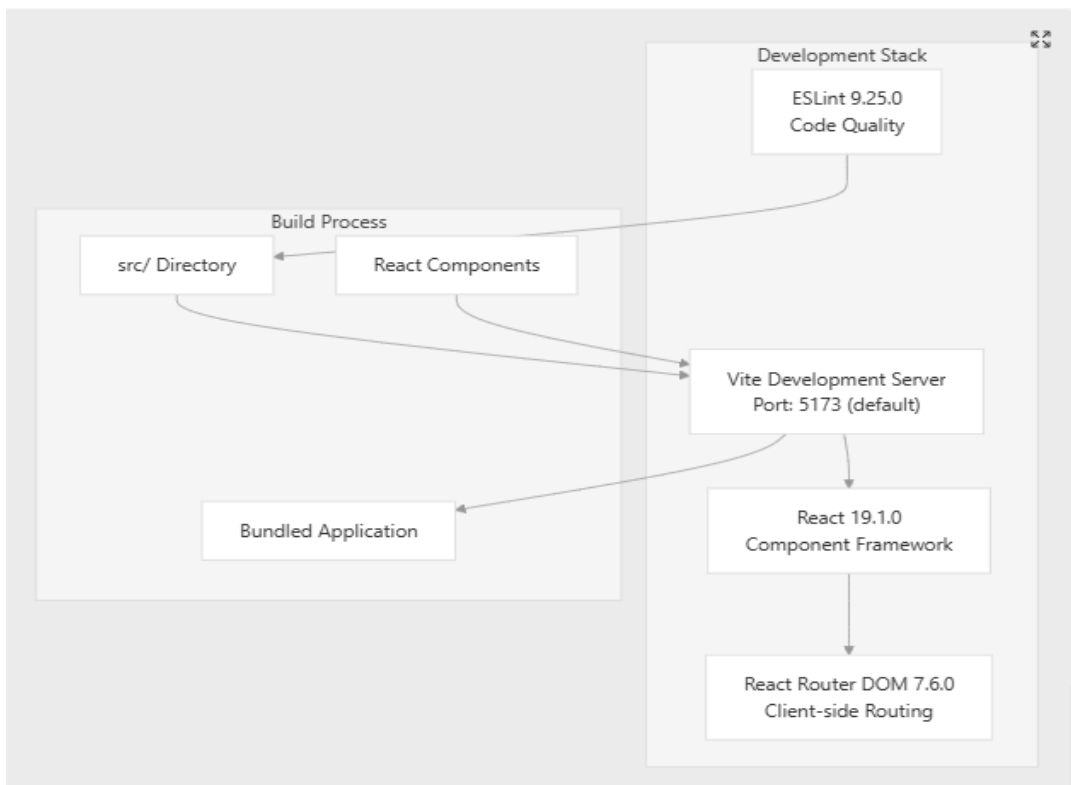 Development Stack
ESLint 9.25.0
Code Quality
Build Process
src/ Directory
React Components
Vite Development Server
Port: 5173 (default)
Bundled Application
React 19.1.0
Component Framework
React Router DOM 7.6.0
Client-side Routing